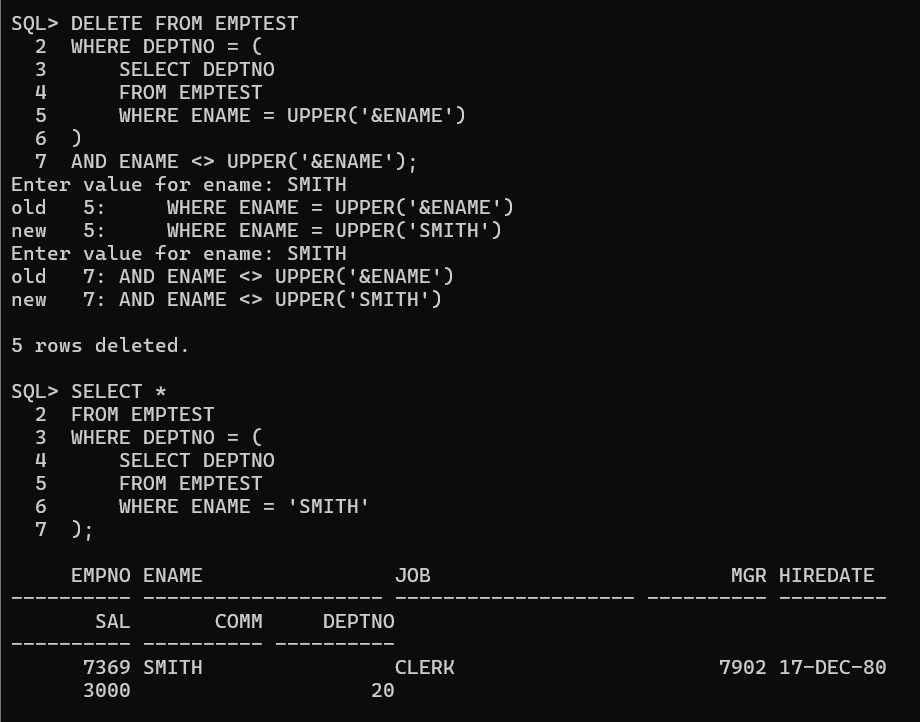 SQL> DELETE FROM EMPTEST
  2  WHERE DEPTNO = (
  3      SELECT DEPTNO
  4      FROM EMPTEST
  5      WHERE ENAME = UPPER('&ENAME')
  6  )
  7  AND ENAME <> UPPER('&ENAME');
Enter value for ename: SMITH
old   5:     WHERE ENAME = UPPER('&ENAME')
new   5:     WHERE ENAME = UPPER('SMITH')
Enter value for ename: SMITH
old   7: AND ENAME <> UPPER('&ENAME')
new   7: AND ENAME <> UPPER('SMITH')

5 rows deleted.

SQL> SELECT *
  2  FROM EMPTEST
  3  WHERE DEPTNO = (
  4      SELECT DEPTNO
  5      FROM EMPTEST
  6      WHERE ENAME = 'SMITH'
  7  );

     EMPNO ENAME                JOB                         MGR HIREDATE
---------- -------------------- -------------------- ---------- ---------
       SAL       COMM     DEPTNO
---------- ---------- ----------
      7369 SMITH                CLERK                      7902 17-DEC-80
      3000                    20